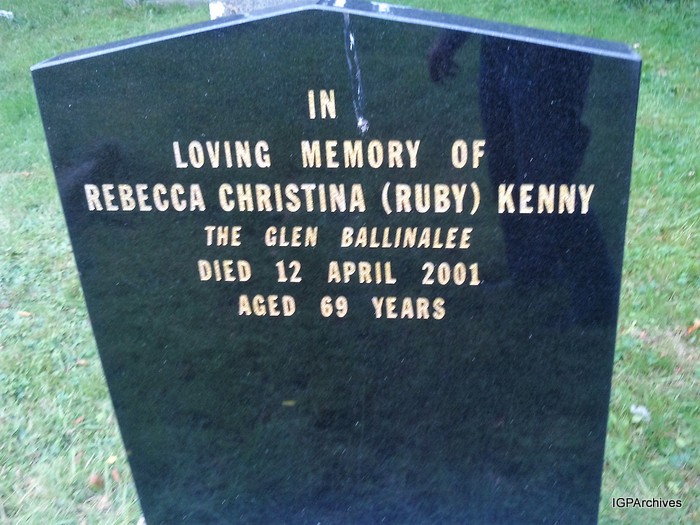 IN
LOVING MEMORY OF
REBECCA CHRISTINA (RUBY) KENNY
THE GLEN BALLINALEE
DIED 12 APRIL 2001
AGED 69 YEARS
IGPArchives